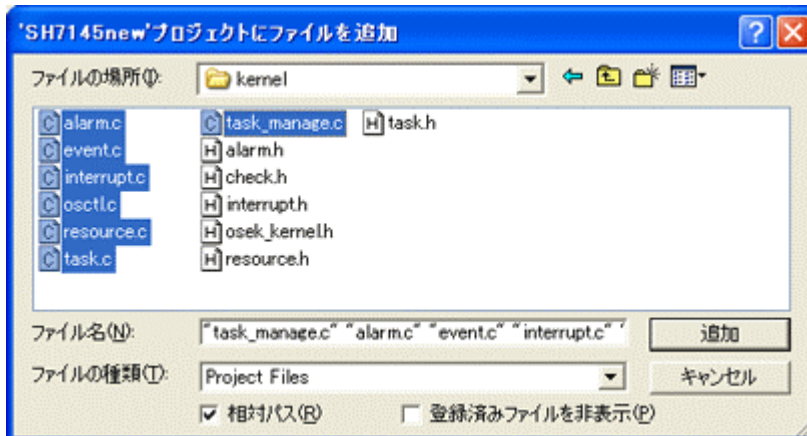 'SH7145new'プロジェクトにファイルを追加
ファイルの場所(I): kernel
alarm.c task_manage.c task.h
event.c alarm.h
interrupt.c check.h
osctl.c interrupt.h
resource.c osek_kernel.h
task.c resource.h
ファイル名(N): "task_manage.c" "alarm.c" "event.c" "interrupt.c" " 追加
ファイルの種類(T): Project Files キャンセル
相対パス(R) 登録済みファイルを非表示(P)